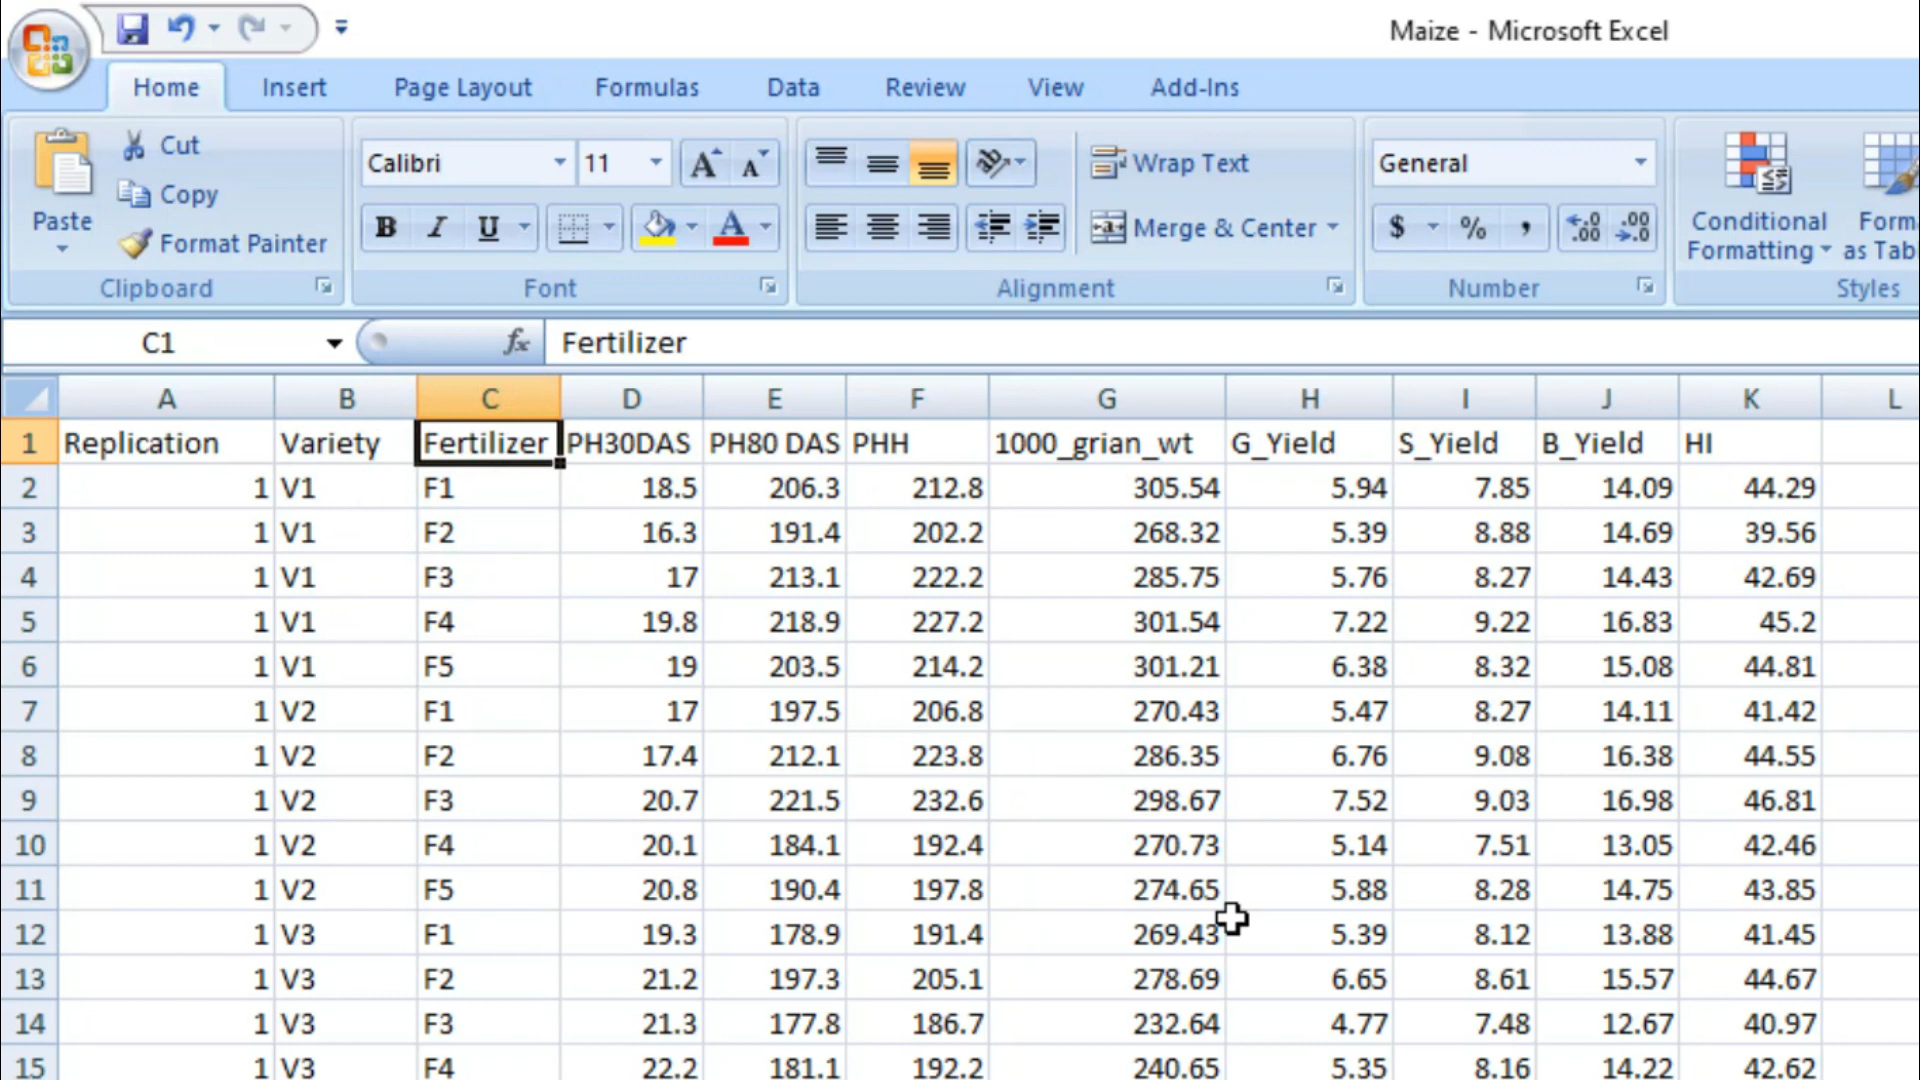 Maize - Microsoft Excel
Home Insert Page Layout Formulas Data Review View Add-Ins
Paste Cut Copy Format Painter Clipboard
Calibri 11 A A B I U A Font
Wrap Text Merge & Center Alignment
General $ % , .0 .00 .00 .0 Number
Conditional Formatting Form as Tab Styles
C1 fx Fertilizer
A B C D E F G H I J K L
1 Replication Variety Fertilizer PH30DAS PH80 DAS PHH 1000_grian_wt G_Yield S_Yield B_Yield HI
2 1 V1 F1 18.5 206.3 212.8 305.54 5.94 7.85 14.09 44.29
3 1 V1 F2 16.3 191.4 202.2 268.32 5.39 8.88 14.69 39.56
4 1 V1 F3 17 213.1 222.2 285.75 5.76 8.27 14.43 42.69
5 1 V1 F4 19.8 218.9 227.2 301.54 7.22 9.22 16.83 45.2
6 1 V1 F5 19 203.5 214.2 301.21 6.38 8.32 15.08 44.81
7 1 V2 F1 17 197.5 206.8 270.43 5.47 8.27 14.11 41.42
8 1 V2 F2 17.4 212.1 223.8 286.35 6.76 9.08 16.38 44.55
9 1 V2 F3 20.7 221.5 232.6 298.67 7.52 9.03 16.98 46.81
10 1 V2 F4 20.1 184.1 192.4 270.73 5.14 7.51 13.05 42.46
11 1 V2 F5 20.8 190.4 197.8 274.65 5.88 8.28 14.75 43.85
12 1 V3 F1 19.3 178.9 191.4 269.43 5.39 8.12 13.88 41.45
13 1 V3 F2 21.2 197.3 205.1 278.69 6.65 8.61 15.57 44.67
14 1 V3 F3 21.3 177.8 186.7 232.64 4.77 7.48 12.67 40.97
15 1 V3 F4 22.2 181.1 192.2 240.65 5.35 8.16 14.22 42.62